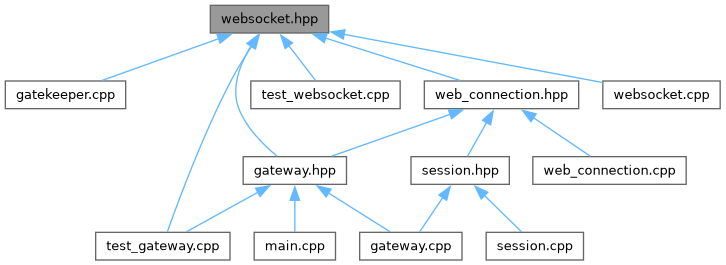 websocket.hpp
gatekeeper.cpp
test_websocket.cpp
web_connection.hpp
websocket.cpp
gateway.hpp
session.hpp
web_connection.cpp
test_gateway.cpp
main.cpp
gateway.cpp
session.cpp